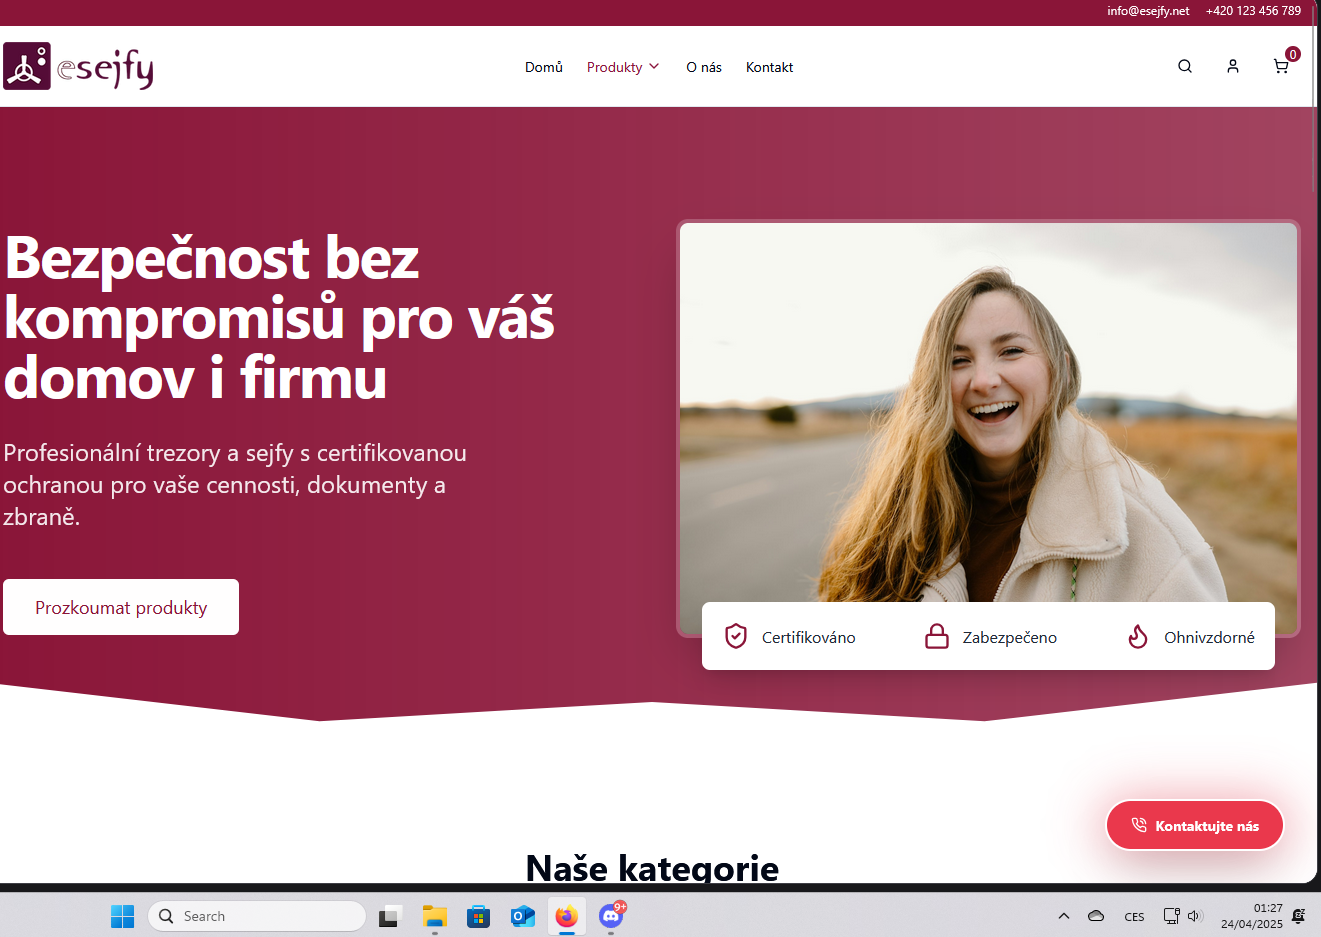 info@esejfy.net +420 123 456 789
esejfy
Domů Produkty O nás Kontakt
0
Bezpečnost bez
kompromisů pro váš
domov i firmu
Profesionální trezory a sejfy s certifikovanou
ochranou pro vaše cennosti, dokumenty a
zbraně.
Prozkoumat produkty
Certifikováno Zabezpečeno Ohnivzdorné
Kontaktujte nás
Naše kategorie
Search
9+
CES
01:27
24/04/2025